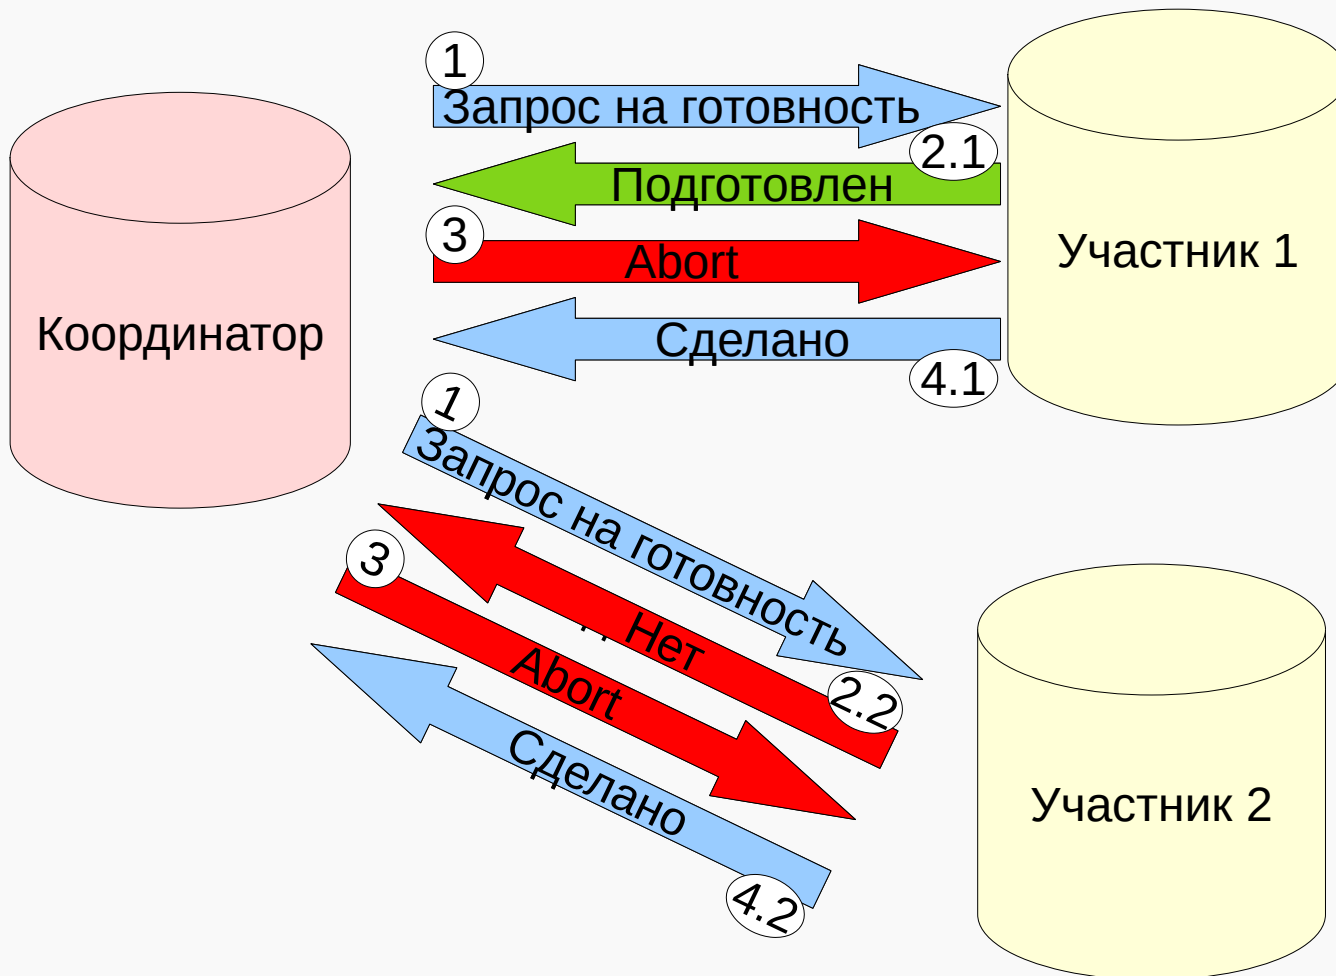 1
Запрос на готовность
2.1
Подготовлен
3
Abort
Сделано
4.1
Координатор
Участник 1
1
Запрос на готовность
2.2
Нет
3
Abort
Сделано
4.2
Участник 2